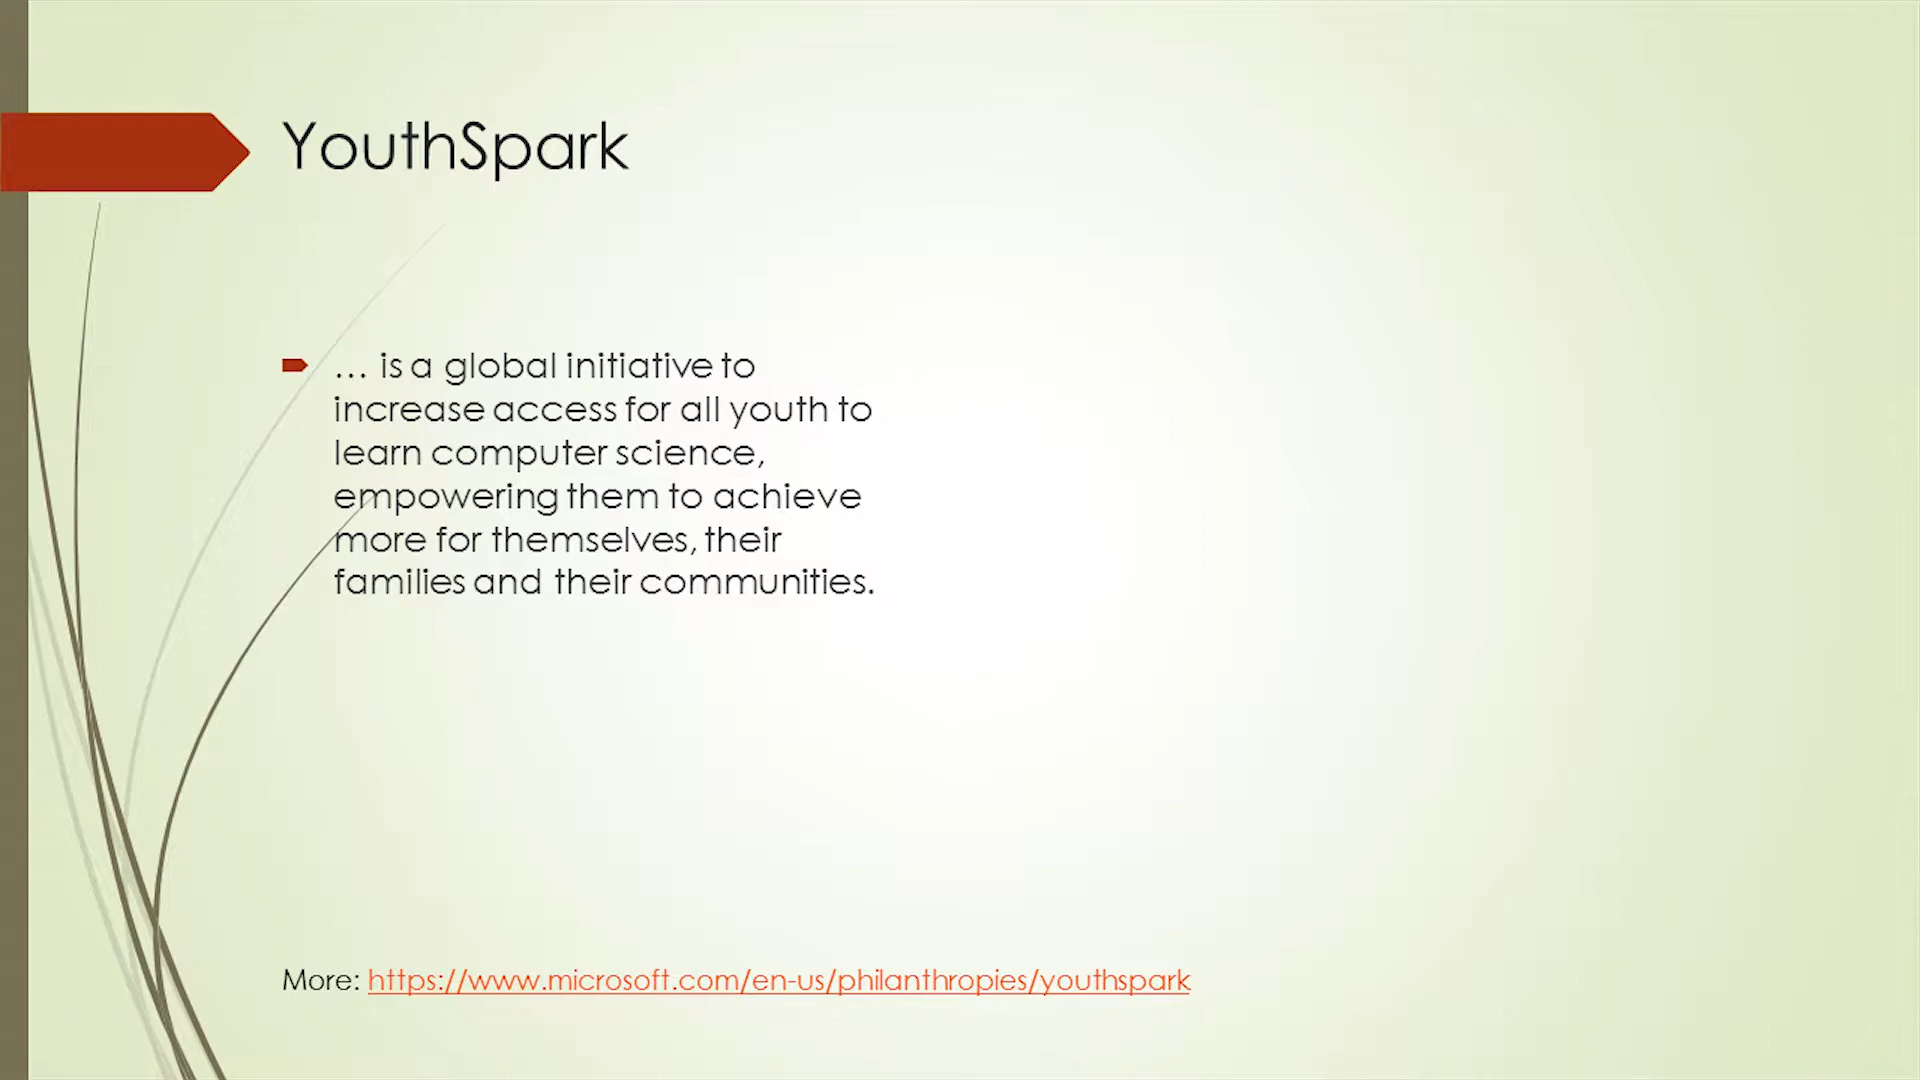 YouthSpark
… is a global initiative to
increase access for all youth to
learn computer science,
empowering them to achieve
more for themselves, their
families and their communities.
More: https://www.microsoft.com/en-us/philanthropies/youthspark